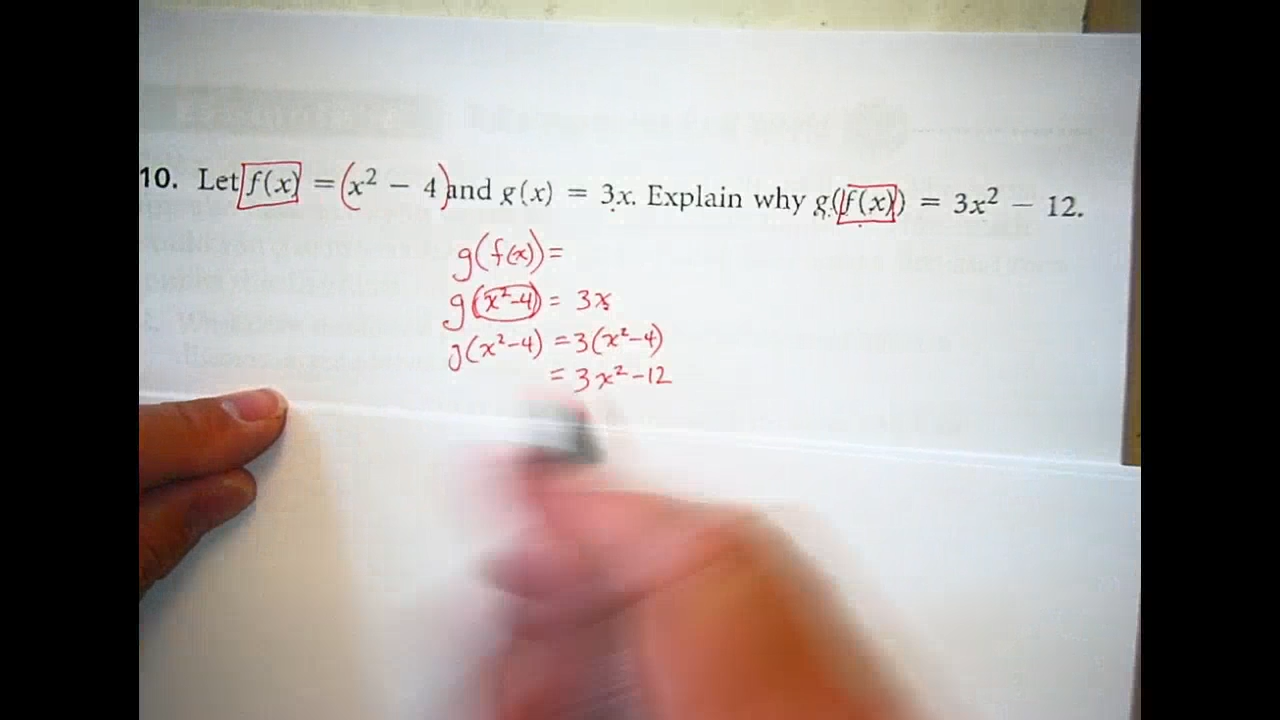 10. Let f(x) = (x² − 4) and g(x) = 3x. Explain why g(f(x)) = 3x² − 12.
g(f(x)) =
g(x²-4) = 3x
g(x²-4) = 3(x²-4)
= 3x²-12